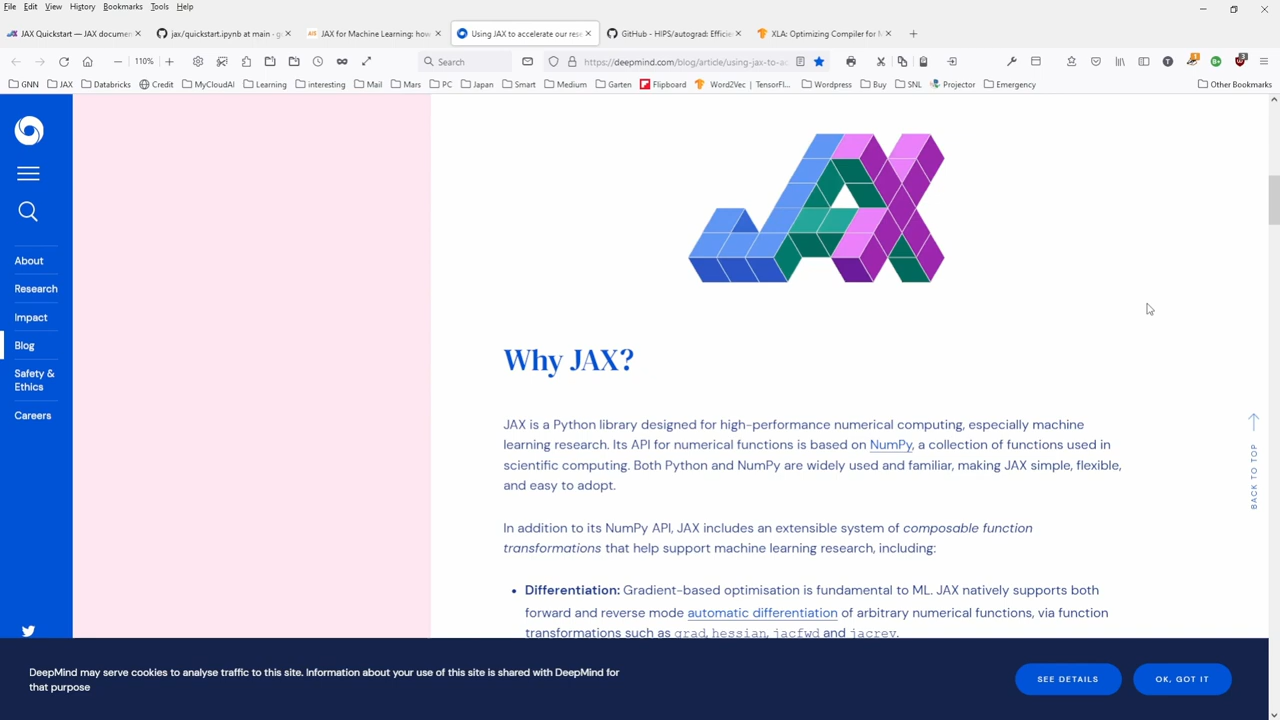 File Edit View History Bookmarks Tools Help
JAX Quickstart — JAX documen
jax/quickstart.ipynb at main · g
JAX for Machine Learning: how
Using JAX to accelerate our rese
GitHub - HIPS/autograd: Efficie
XLA: Optimizing Compiler for M
110%
Search
https://deepmind.com/blog/article/using-jax-to-ac
GNN JAX Databricks Credit MyCloudAI Learning interesting Mail Mars PC Japan Smart Medium Garten Flipboard Word2Vec | TensorFl... Wordpress Buy SNL Projector Emergency Other Bookmarks
JAX
About
Research
Impact
Blog
Safety &
Ethics
Careers
Why JAX?
JAX is a Python library designed for high-performance numerical computing, especially machine
learning research. Its API for numerical functions is based on NumPy, a collection of functions used in
scientific computing. Both Python and NumPy are widely used and familiar, making JAX simple, flexible,
and easy to adopt.
In addition to its NumPy API, JAX includes an extensible system of composable function
transformations that help support machine learning research, including:
• Differentiation: Gradient-based optimisation is fundamental to ML. JAX natively supports both
forward and reverse mode automatic differentiation of arbitrary numerical functions, via function
transformations such as grad, hessian, jacfwd and jacrev.
BACK TO TOP
DeepMind may serve cookies to analyse traffic to this site. Information about your use of this site is shared with DeepMind for
that purpose
SEE DETAILS
OK, GOT IT